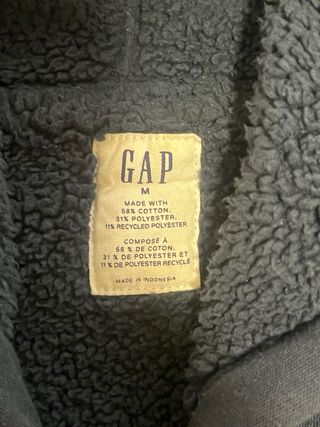 GAP
M
MADE WITH
58% COTTON,
31% POLYESTER,
11% RECYCLED POLYESTER
COMPOSÉ À
58 % DE COTON,
31 % DE POLYESTER ET
11 % DE POLYESTER RECYCLÉ
MADE IN INDONESIA